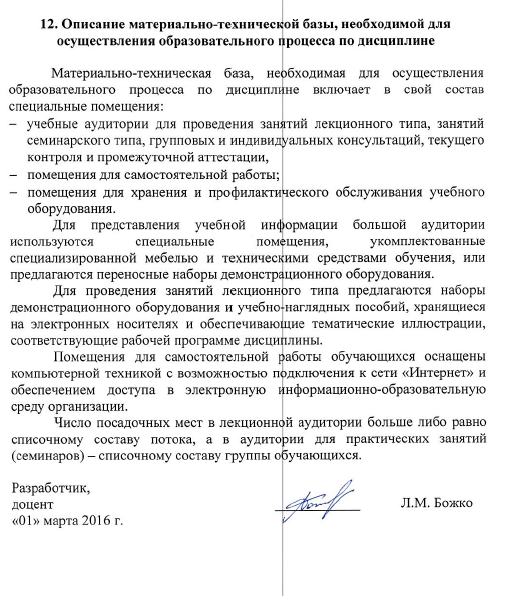 12. Описание материально-технической базы, необходимой для
осуществления образовательного процесса по дисциплине
Материально-техническая база, необходимая для осуществления
образовательного процесса по дисциплине включает в свой состав
специальные помещения:
– учебные аудитории для проведения занятий лекционного типа, занятий
семинарского типа, групповых и индивидуальных консультаций, текущего
контроля и промежуточной аттестации,
– помещения для самостоятельной работы;
– помещения для хранения и профилактического обслуживания учебного
оборудования.
Для представления учебной информации большой аудитории
используются специальные помещения, укомплектованные
специализированной мебелью и техническими средствами обучения, или
предлагаются переносные наборы демонстрационного оборудования.
Для проведения занятий лекционного типа предлагаются наборы
демонстрационного оборудования и учебно-наглядных пособий, хранящиеся
на электронных носителях и обеспечивающие тематические иллюстрации,
соответствующие рабочей программе дисциплины.
Помещения для самостоятельной работы обучающихся оснащены
компьютерной техникой с возможностью подключения к сети «Интернет» и
обеспечением доступа в электронную информационно-образовательную
среду организации.
Число посадочных мест в лекционной аудитории больше либо равно
списочному составу потока, а в аудитории для практических занятий
(семинаров) – списочному составу группы обучающихся.
Разработчик,
доцент
Л.М. Божко
«01» марта 2016 г.